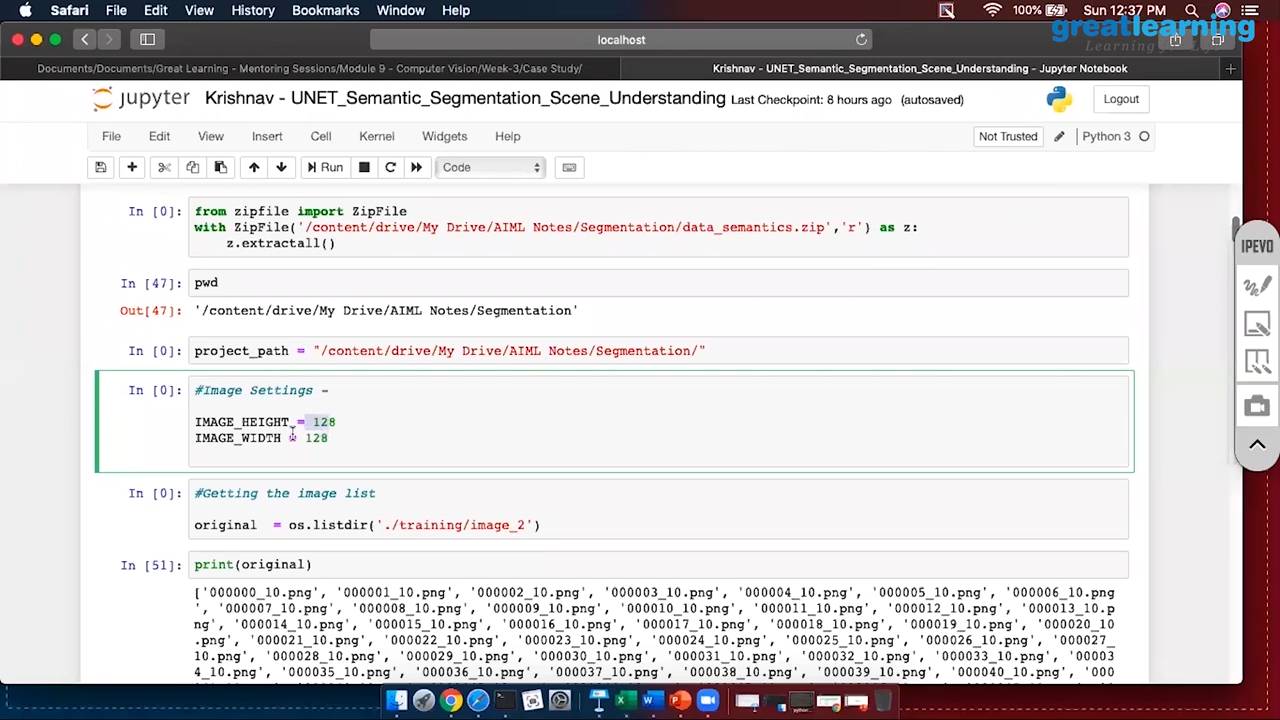 Safari File Edit View History Bookmarks Window Help 100% Sun 12:37 PM
greatlearning
localhost
Documents/Documents/Great Learning - Mentoring Sessions/Module 9 - Computer Vision/Week-3/Case Study/
Krishnav - UNET_Semantic_Segmentation_Scene_Understanding - Jupyter Notebook
jupyter Krishnav - UNET_Semantic_Segmentation_Scene_Understanding Last Checkpoint: 8 hours ago (autosaved)
Logout
File Edit View Insert Cell Kernel Widgets Help
Not Trusted
Python 3
Run
Code
IPEVO
In [0]: from zipfile import ZipFile
with ZipFile('/content/drive/My Drive/AIML Notes/Segmentation/data_semantics.zip','r') as z:
z.extractall()
In [47]: pwd
Out[47]: '/content/drive/My Drive/AIML Notes/Segmentation'
In [0]: project_path = "/content/drive/My Drive/AIML Notes/Segmentation/"
In [0]: #Image Settings -
IMAGE_HEIGHT = 128
IMAGE_WIDTH = 128
In [0]: #Getting the image list
original = os.listdir('./training/image_2')
In [51]: print(original)
['000000_10.png', '000001_10.png', '000002_10.png', '000003_10.png', '000004_10.png', '000005_10.png', '000006_10.png
', '000007_10.png', '000008_10.png', '000009_10.png', '000010_10.png', '000011_10.png', '000012_10.png', '000013_10.p
ng', '000014_10.png', '000015_10.png', '000016_10.png', '000017_10.png', '000018_10.png', '000019_10.png', '000020_10
.png', '000021_10.png', '000022_10.png', '000023_10.png', '000024_10.png', '000025_10.png', '000026_10.png', '000027_
10.png', '000028_10.png', '000029_10.png', '000030_10.png', '000031_10.png', '000032_10.png', '000033_10.png', '00003
4_10.png', '000035_10.png', '000036_10.png', '000037_10.png', '000038_10.png', '000039_10.png', '000040_10.png',